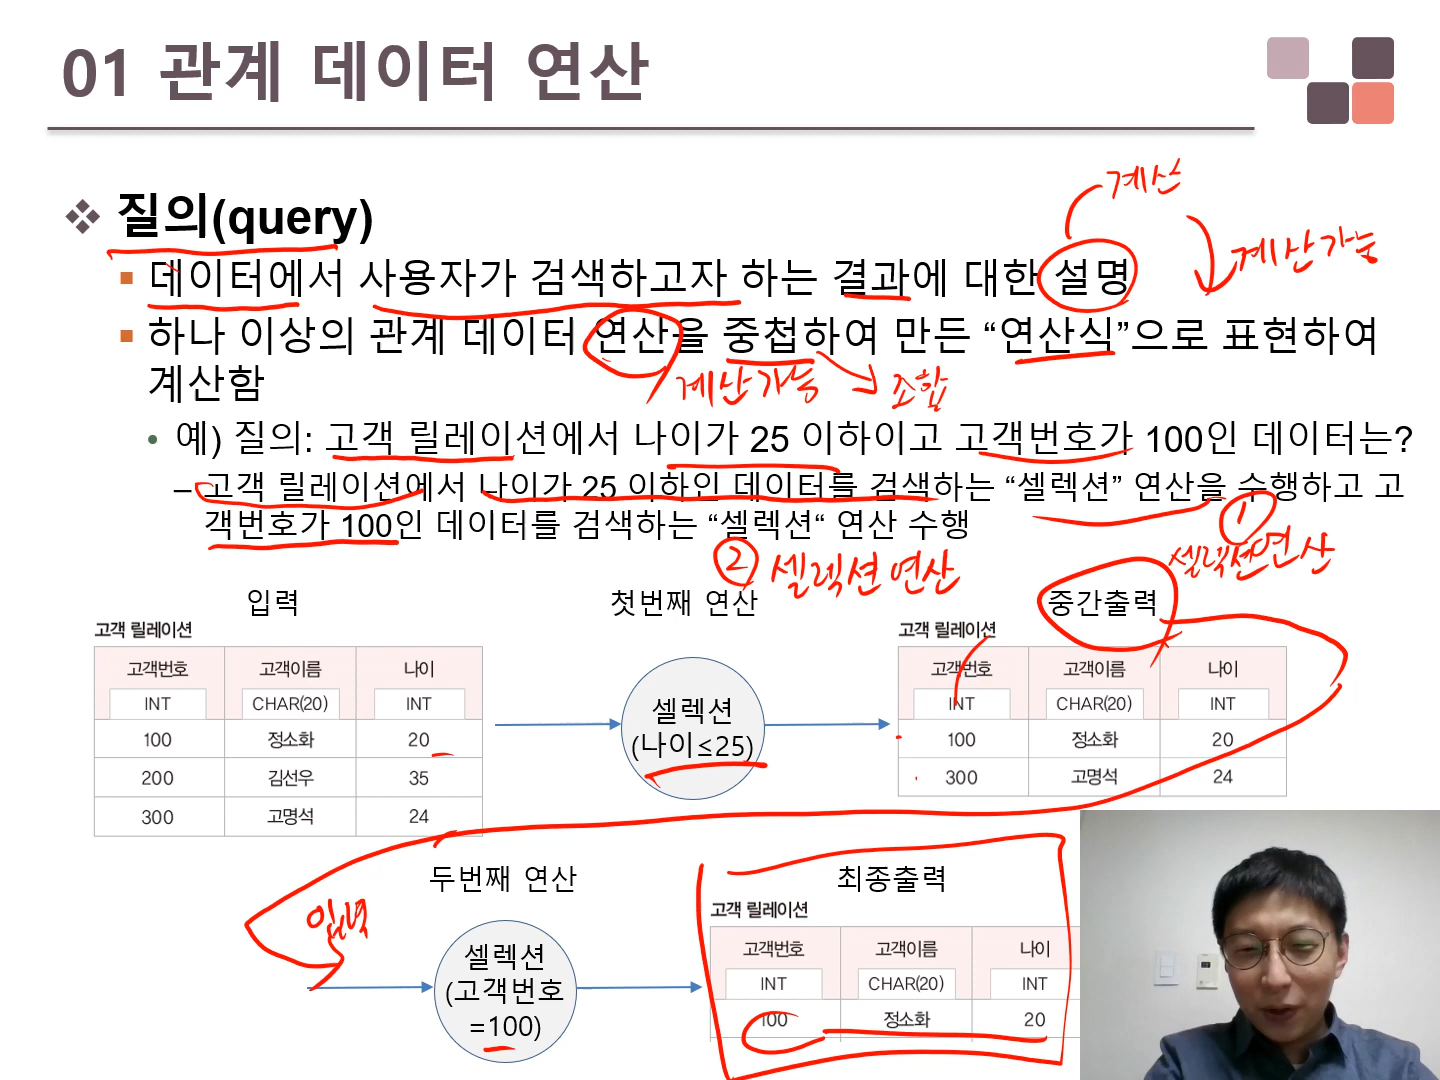 01 관계 데이터 연산
계산
❖ 질의(query)
계산가능
▪ 데이터에서 사용자가 검색하고자 하는 결과에 대한 설명
▪ 하나 이상의 관계 데이터 연산을 중첩하여 만든 “연산식”으로 표현하여
계산함
계산가능 조합
• 예) 질의: 고객 릴레이션에서 나이가 25 이하이고 고객번호가 100인 데이터는?
– 고객 릴레이션에서 나이가 25 이하인 데이터를 검색하는 “셀렉션” 연산을 수행하고 고
객번호가 100인 데이터를 검색하는 “셀렉션“ 연산 수행
① 셀렉션연산
② 셀렉션 연산
입력
고객 릴레이션
고객번호 고객이름 나이
INT CHAR(20) INT
100 정소화 20
200 김선우 35
300 고명석 24
첫번째 연산
셀렉션
(나이≤25)
중간출력
고객 릴레이션
고객번호 고객이름 나이
INT CHAR(20) INT
100 정소화 20
300 고명석 24
입력
두번째 연산
셀렉션
(고객번호
=100)
최종출력
고객 릴레이션
고객번호 고객이름 나이
INT CHAR(20) INT
100 정소화 20